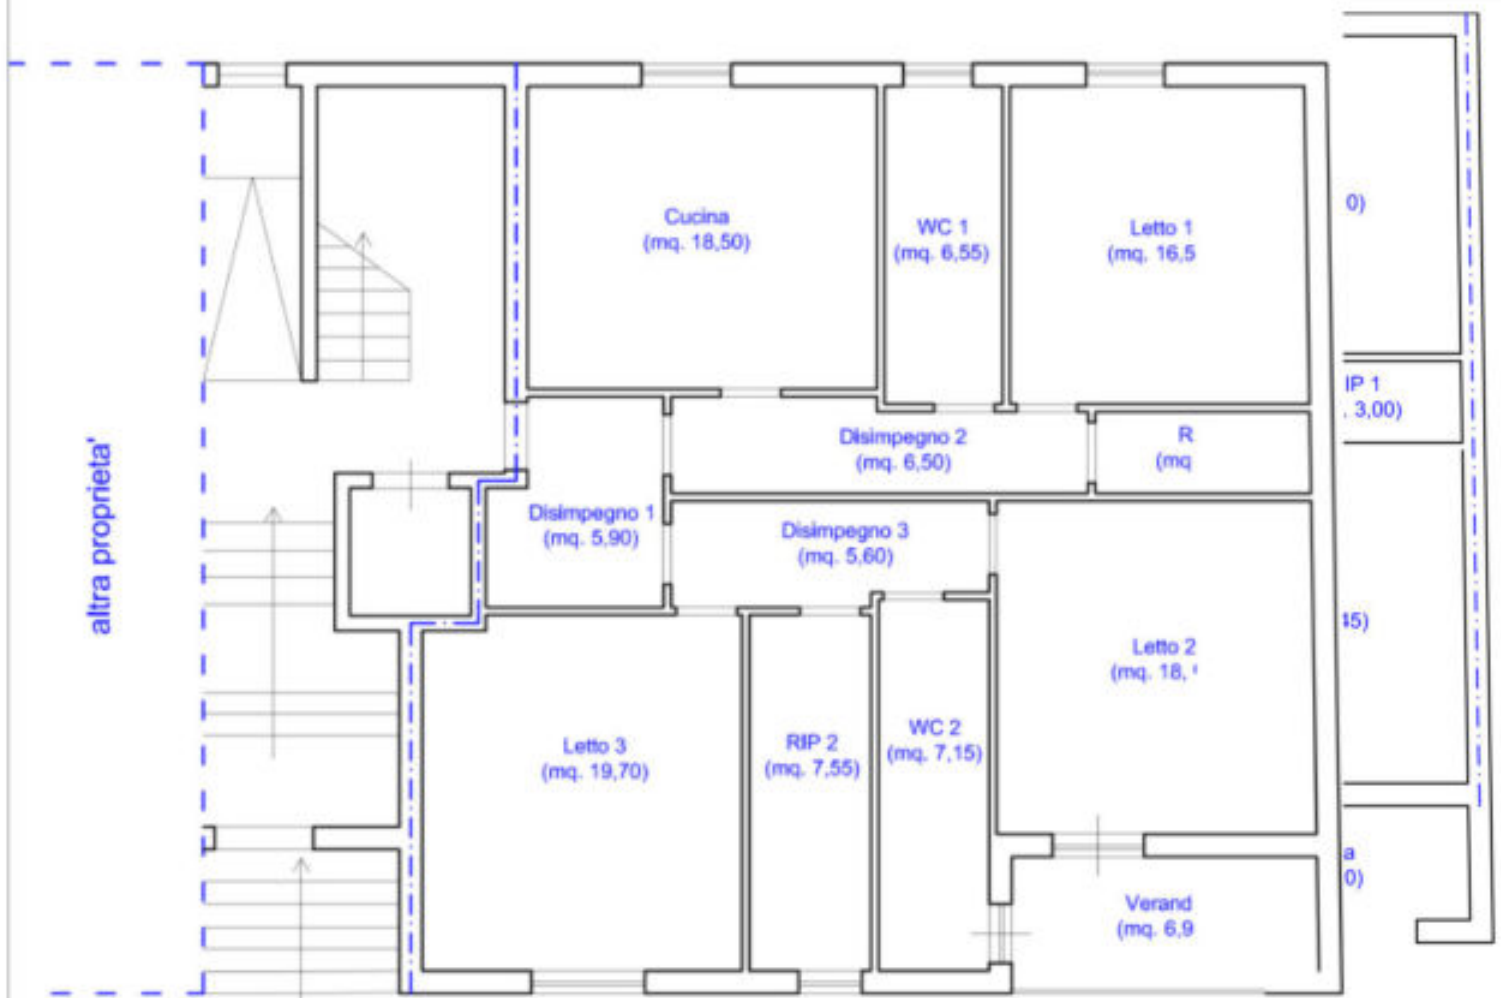 Cucina
(mq. 18,50)
WC 1
(mq. 6,55)
Letto 1
(mq. 16,5
0)
IP 1
. 3,00)
Disimpegno 2
(mq. 6,50)
R
(mq
altra proprieta'
Disimpegno 1
(mq. 5,90)
Disimpegno 3
(mq. 5,60)
Letto 2
(mq. 18,
45)
Letto 3
(mq. 19,70)
RIP 2
(mq. 7,55)
WC 2
(mq. 7,15)
a
0)
Verand
(mq. 6,9